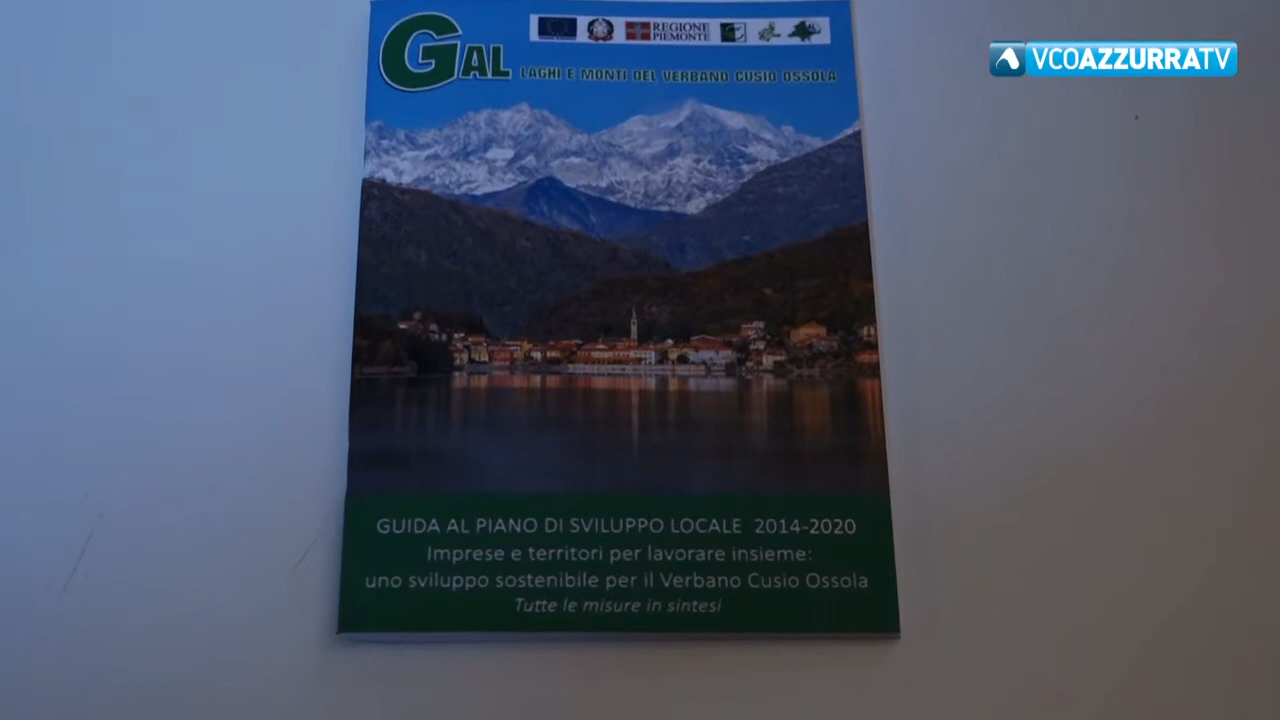 GAL LAGHI E MONTI DEL VERBANO CUSIO OSSOLA
REGIONE
PIEMONTE
VCOAZZURRATV
GUIDA AL PIANO DI SVILUPPO LOCALE 2014-2020
Imprese e territori per lavorare insieme:
uno sviluppo sostenibile per il Verbano Cusio Ossola
Tutte le misure in sintesi